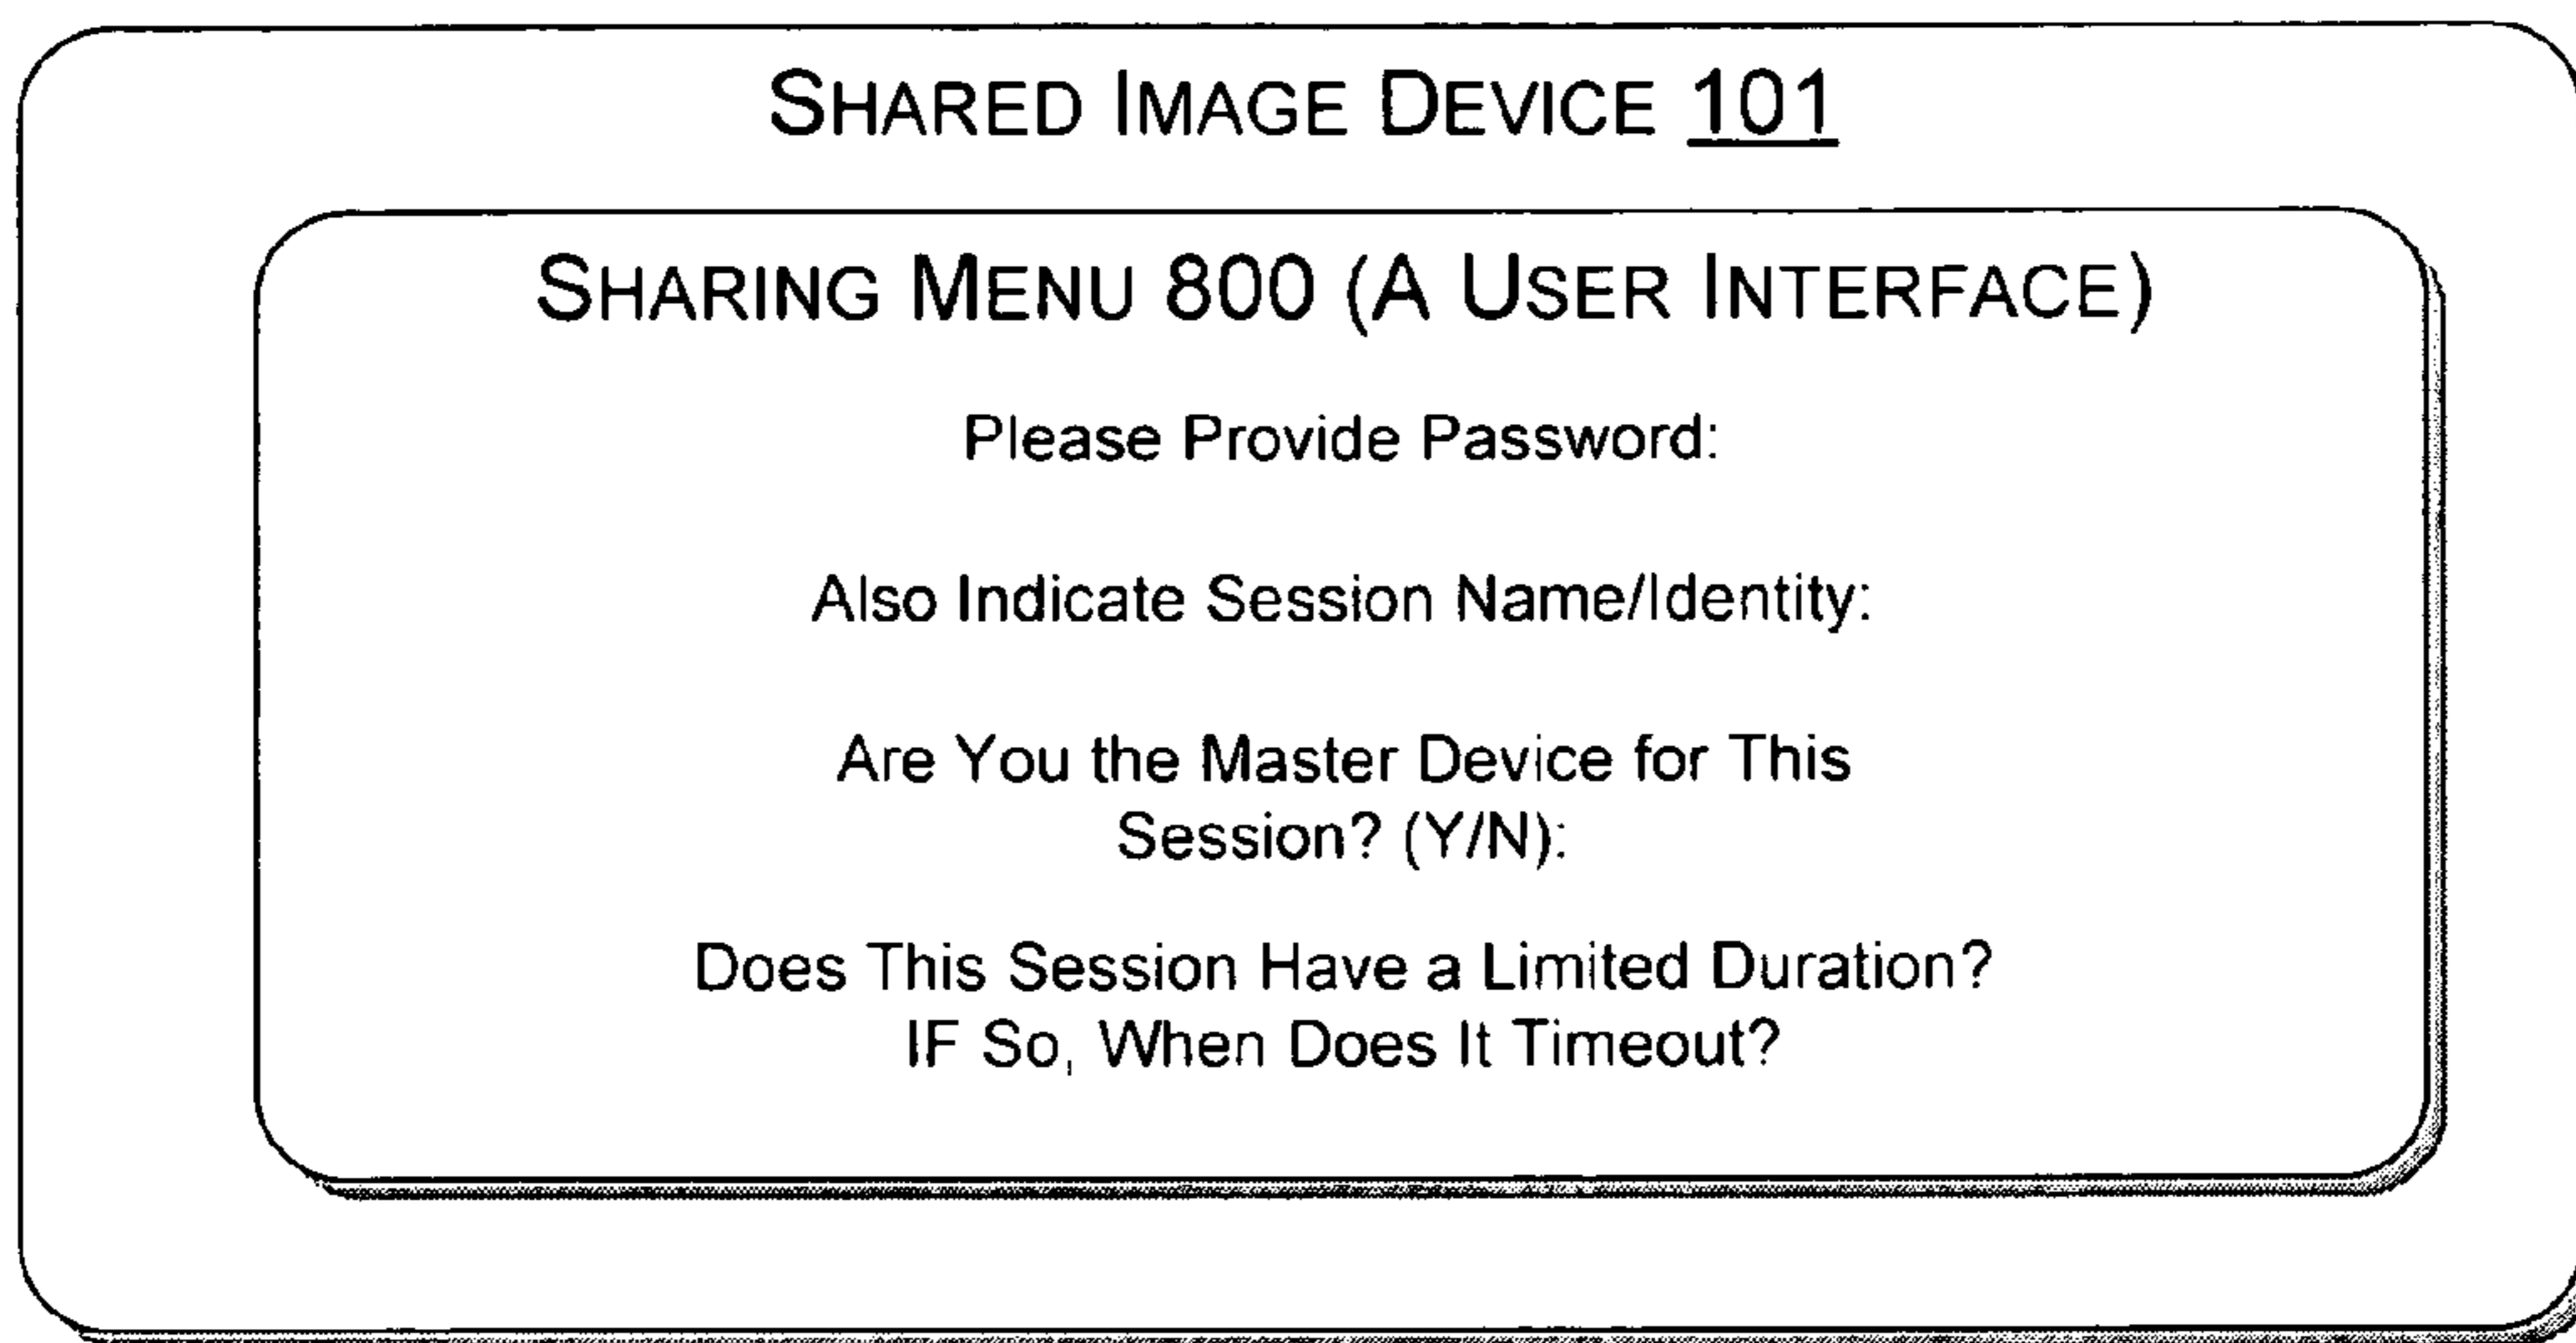 SHARED IMAGE DEVICE 101
SHARING MENU 800 (A USER INTERFACE)
Please Provide Password:
Also Indicate Session Name/Identity:
Are You the Master Device for This
Session? (Y/N):
Does This Session Have a Limited Duration?
IF So, When Does It Timeout?